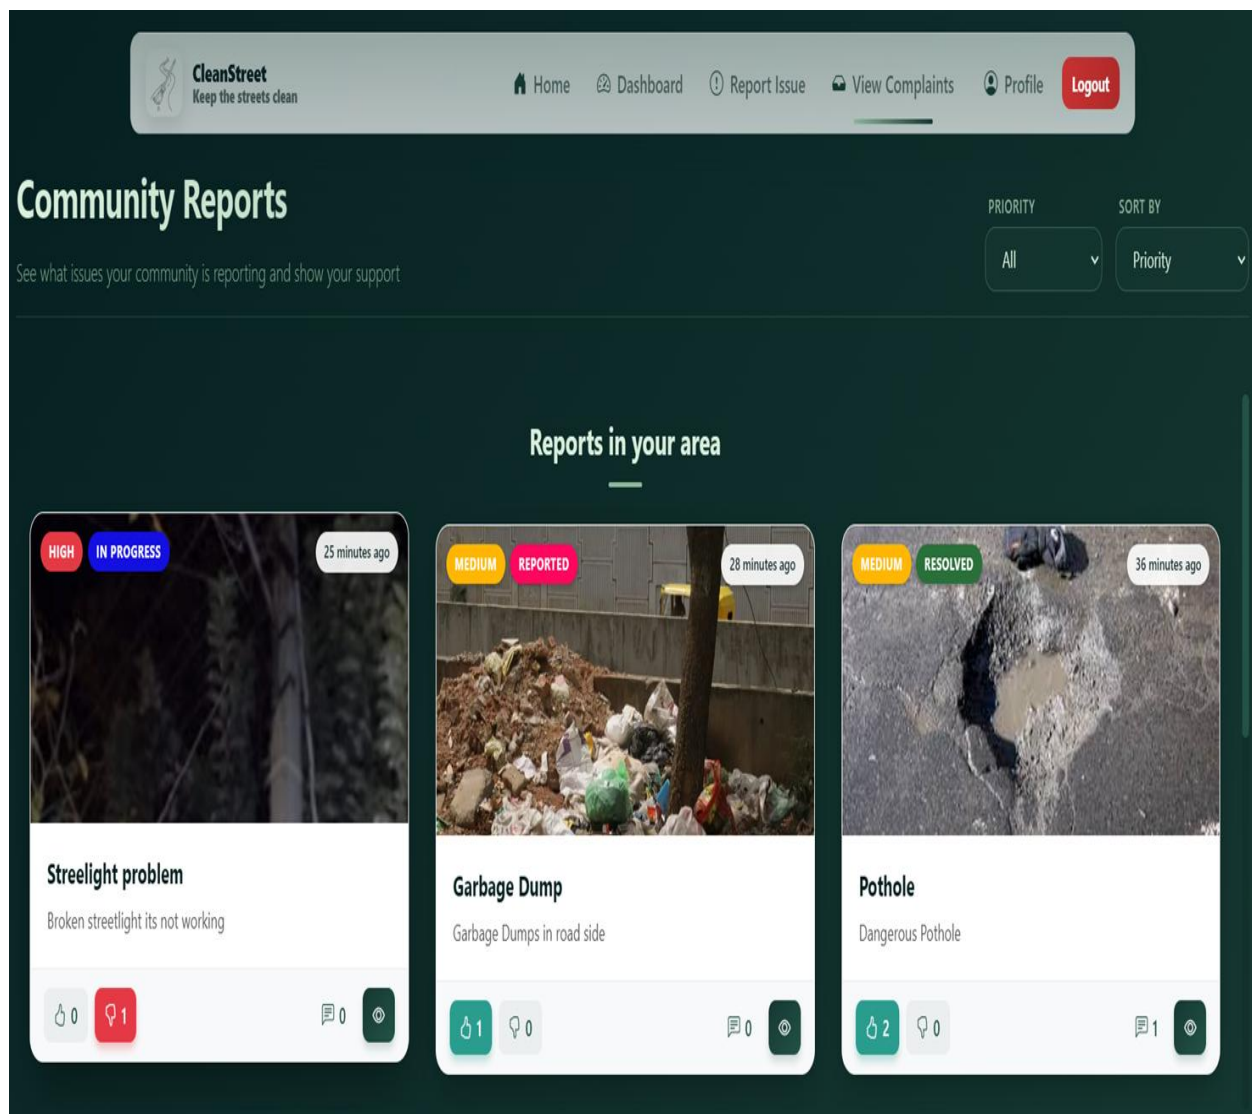 CleanStreet
Keep the streets clean
Home
Dashboard
Report Issue
View Complaints
Profile
Logout
Community Reports
See what issues your community is reporting and show your support
PRIORITY
All
SORT BY
Priority
Reports in your area
HIGH
IN PROGRESS
25 minutes ago
Streelight problem
Broken streetlight its not working
0
1
0
MEDIUM
REPORTED
28 minutes ago
Garbage Dump
Garbage Dumps in road side
1
0
0
MEDIUM
RESOLVED
36 minutes ago
Pothole
Dangerous Pothole
2
0
1